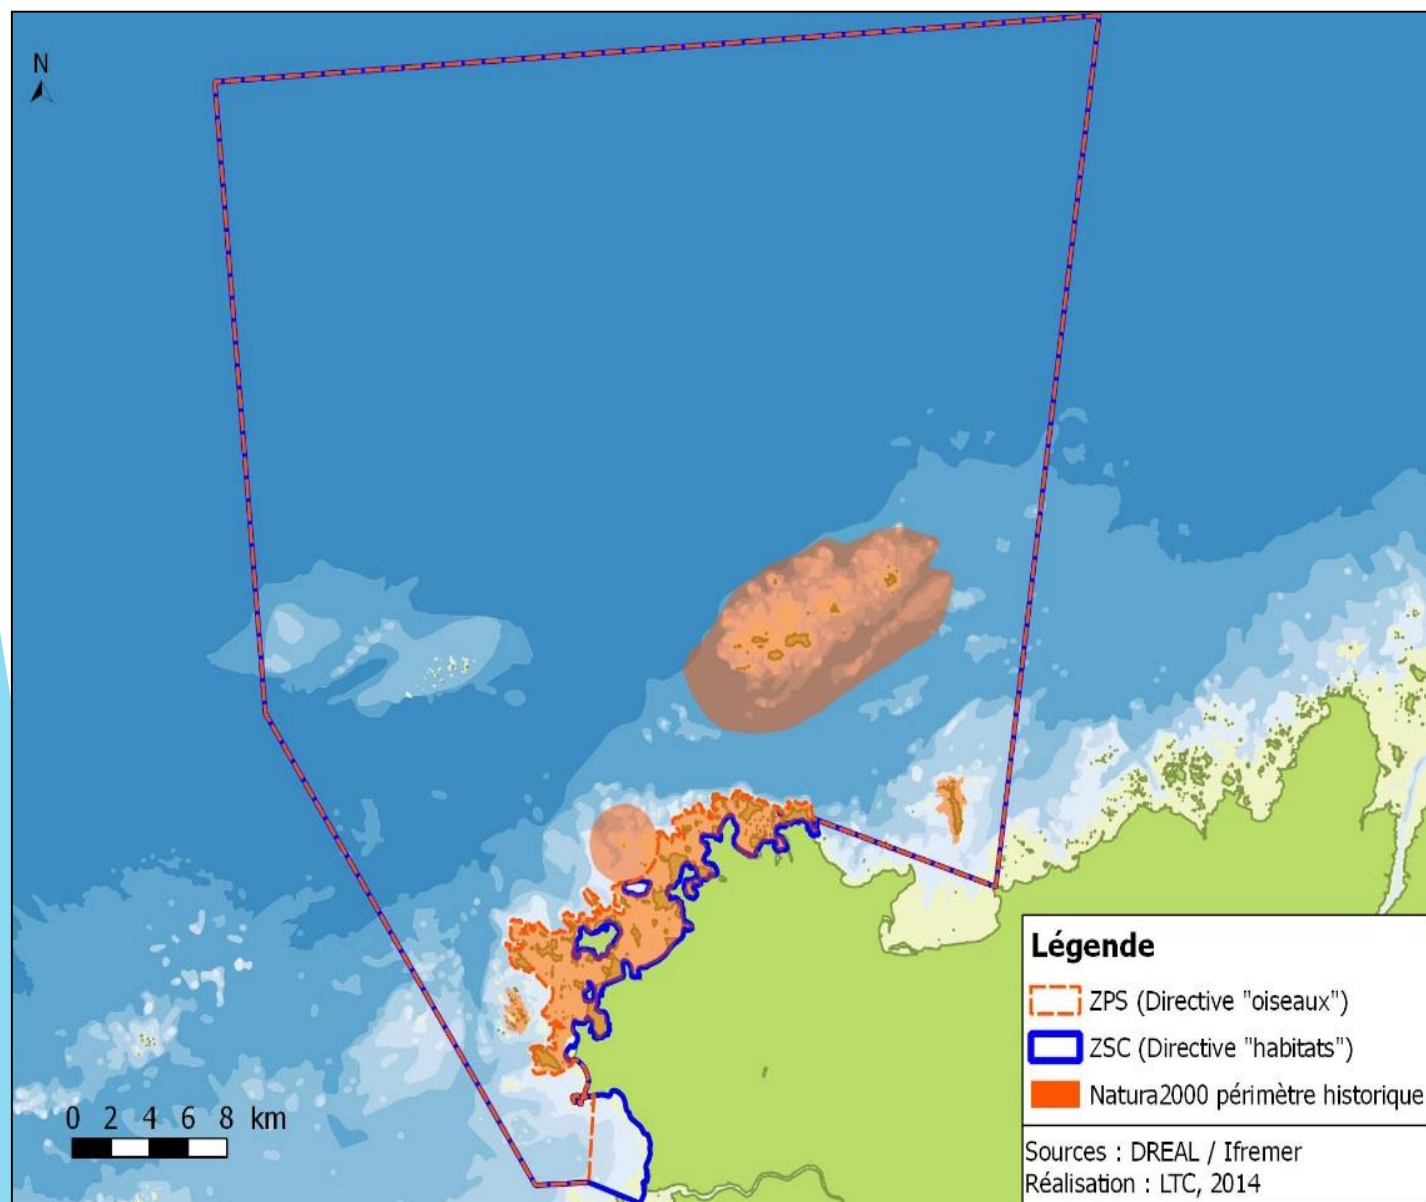 N
0 2 4 6 8 km
Légende
ZPS (Directive "oiseaux")
ZSC (Directive "habitats")
Natura2000 périmètre historique
Sources : DREAL / Ifremer
Réalisation : LTC, 2014